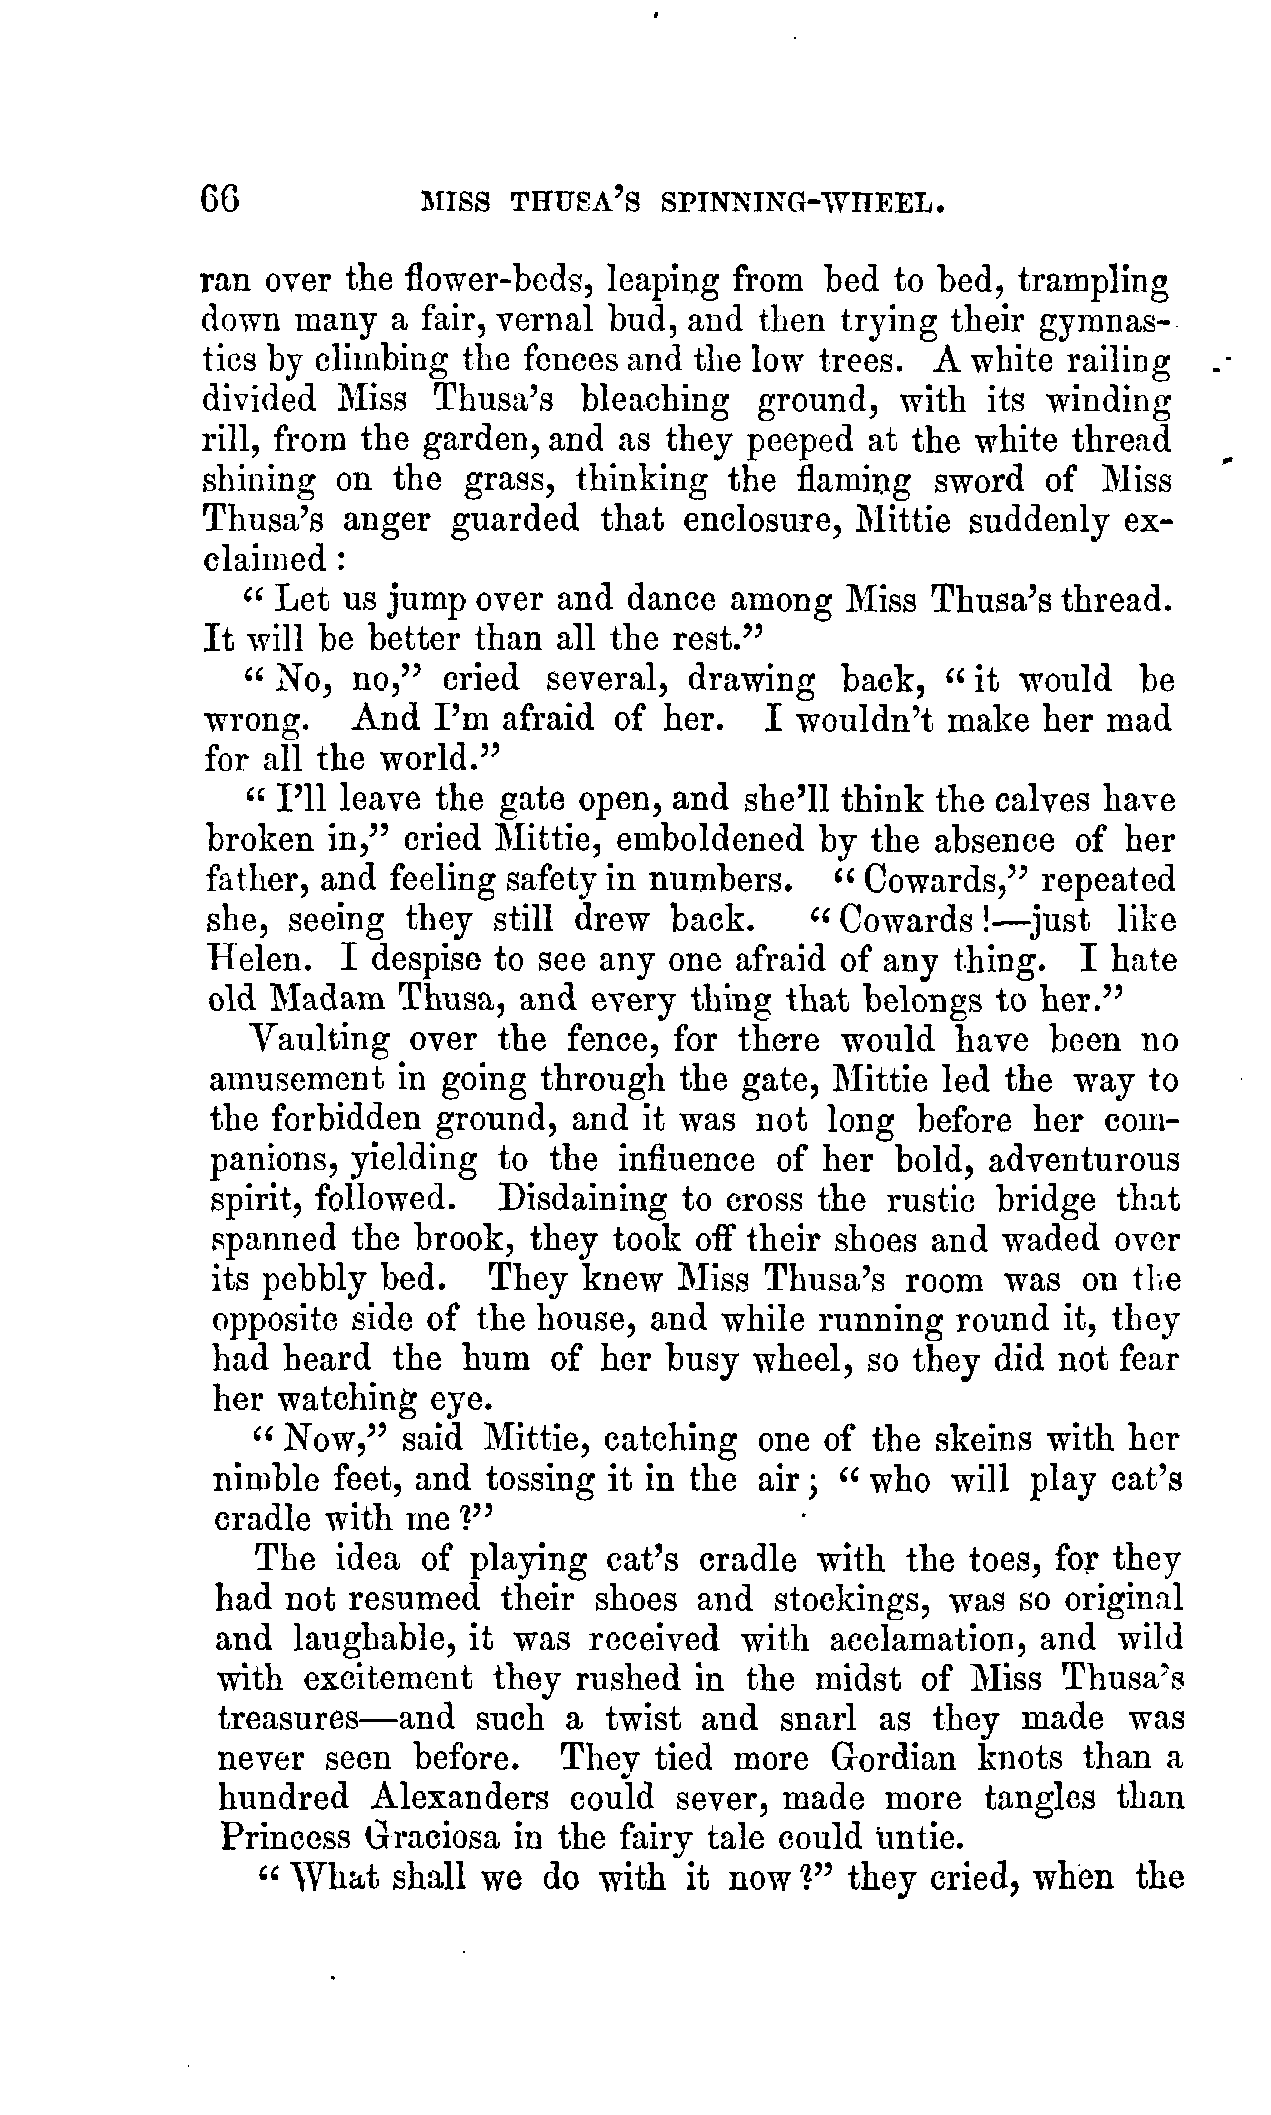 66 MISS THUSA'S SPINNING-WHEEL.
ran over the flower-beds, leaping from bed to bed, trampling
down many a fair, vernal bud, and then trying their gymnas-
tics by climbing the fences and the low trees. A white railing
divided Miss Thusa's bleaching ground, with its winding
rill, from the garden, and as they peeped at the white thread
shining on the grass, thinking the flaming sword of Miss
Thusa's anger guarded that enclosure, Mittie suddenly ex-
claimed :
" Let us jump over and dance among Miss Thusa's thread.
It will be better than all the rest."
" No, no," cried several, drawing back, " it would be
wrong. And I'm afraid of her. I wouldn't make her mad
for all the world."
" I'll leave the gate open, and she'll think the calves have
broken in," cried Mittie, emboldened by the absence of her
father, and feeling safety in numbers. " Cowards," repeated
she, seeing they still drew back. " Cowards !—just like
Helen. I despise to see any one afraid of any thing. I hate
old Madam Thusa, and every thing that belongs to her."
Vaulting over the fence, for there would have been no
amusement in going through the gate, Mittie led the way to
the forbidden ground, and it was not long before her com-
panions, yielding to the influence of her bold, adventurous
spirit, followed. Disdaining to cross the rustic bridge that
spanned the brook, they took off their shoes and waded over
its pebbly bed. They knew Miss Thusa's room was on the
opposite side of the house, and while running round it, they
had heard the hum of her busy wheel, so they did not fear
her watching eye.
" Now," said Mittie, catching one of the skeins with her
nimble feet, and tossing it in the air ; " who will play cat's
cradle with me ?"
The idea of playing cat's cradle with the toes, for they
had not resumed their shoes and stockings, was so original
and laughable, it was received with acclamation, and wild
with excitement they rushed in the midst of Miss Thusa's
treasures—and such a twist and snarl as they made was
never seen before. They tied more Gordian knots than a
hundred Alexanders could sever, made more tangles than
Princess Graciosa in the fairy tale could untie.
" What shall we do with it now ?" they cried, when the